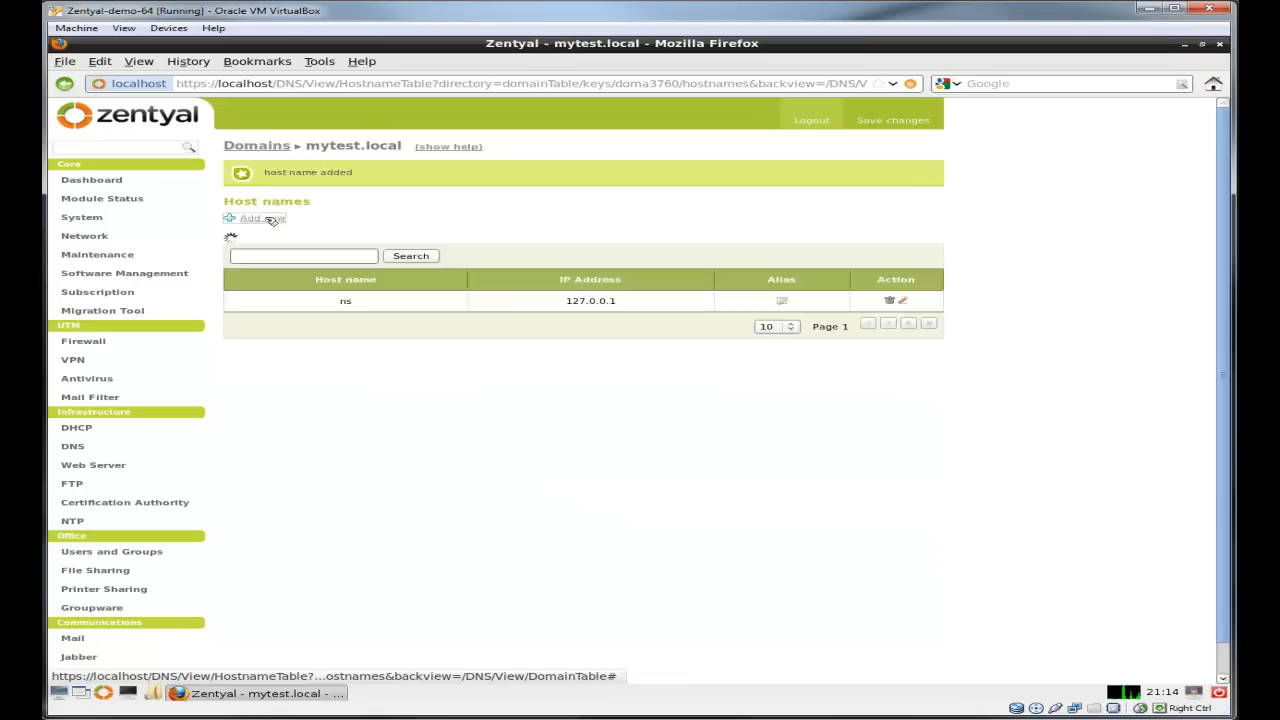 Zentyal-demo-64 [Running] - Oracle VM VirtualBox
Machine View Devices Help
Zentyal - mytest.local - Mozilla Firefox
File Edit View History Bookmarks Tools Help
localhost https://localhost/DNS/View/HostnameTable?directory=domainTable/keys/doma3760/hostnames&backview=/DNS/V Google
zentyal
Logout Save changes
Domains ▸ mytest.local (show help)
host name added
Host names
Add new
Search
Host name IP Address Alias Action
ns 127.0.0.1
10 Page 1
Core
Dashboard
Module Status
System
Network
Maintenance
Software Management
Subscription
Migration Tool
UTM
Firewall
VPN
Antivirus
Mail Filter
Infrastructure
DHCP
DNS
Web Server
FTP
Certification Authority
NTP
Office
Users and Groups
File Sharing
Printer Sharing
Groupware
Communications
Mail
Jabber
https://localhost/DNS/View/HostnameTable?...ostnames&backview=/DNS/View/DomainTable#
Zentyal - mytest.local - ... 21:14
Right Ctrl